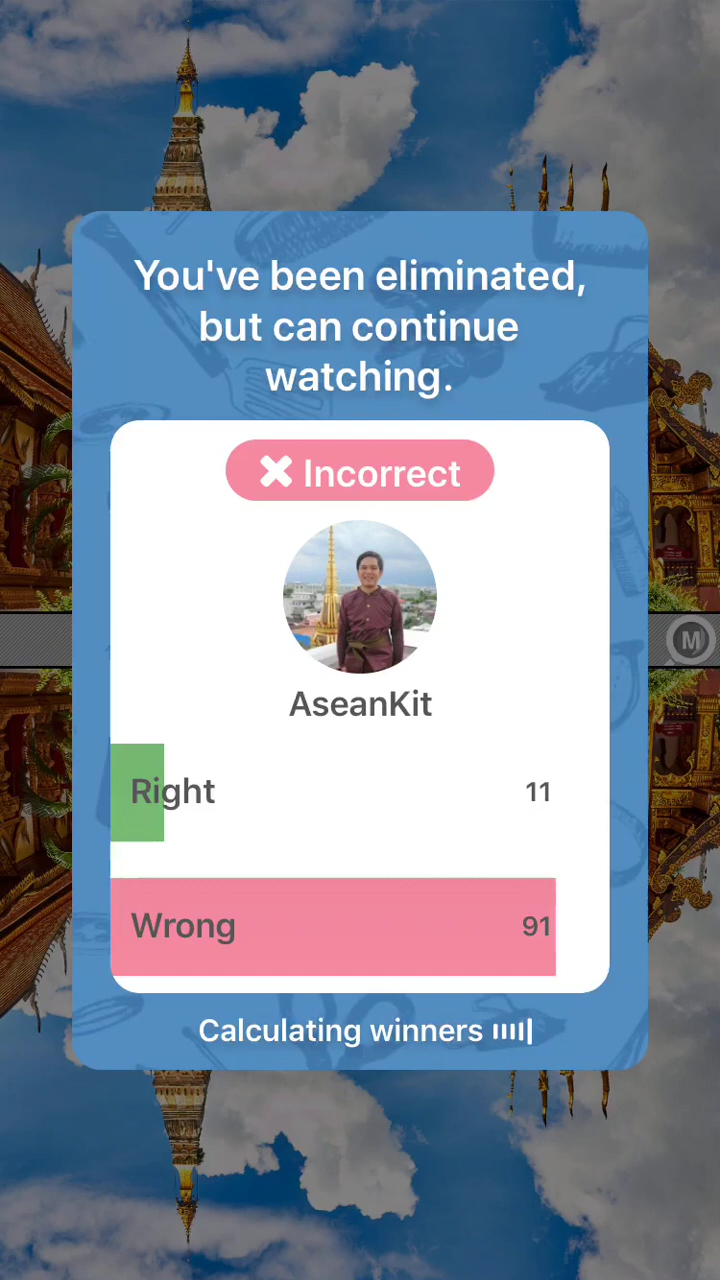 You've been eliminated,
but can continue
watching.
Incorrect
AseanKit
Right 11
Wrong 91
Calculating winners
M